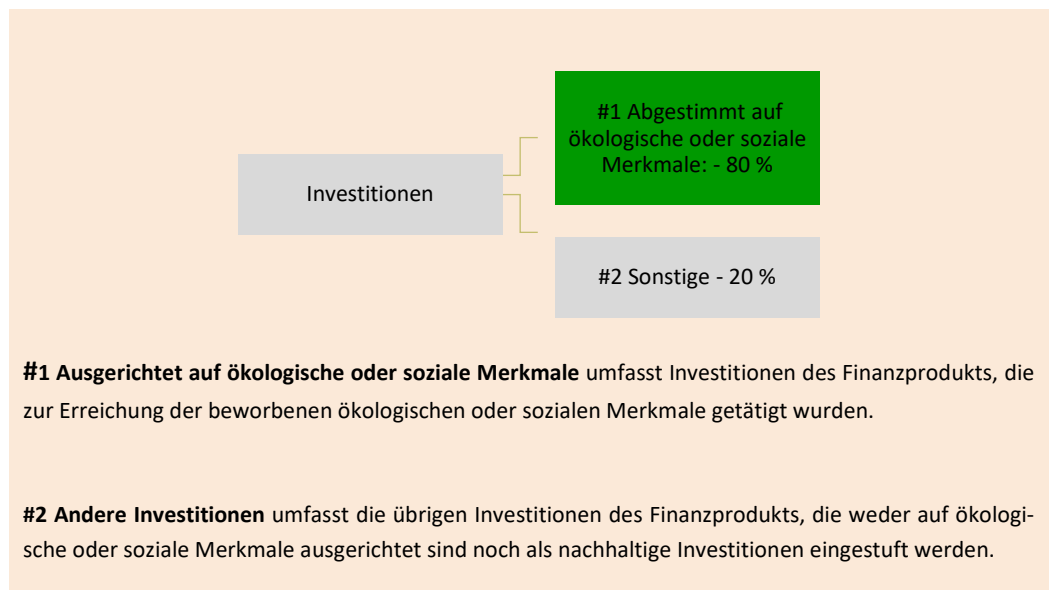 #1 Abgestimmt auf
ökologische oder soziale
Merkmale: - 80 %
Investitionen
#2 Sonstige - 20 %
#1 Ausgerichtet auf ökologische oder soziale Merkmale umfasst Investitionen des Finanzprodukts, die
zur Erreichung der beworbenen ökologischen oder sozialen Merkmale getätigt wurden.
#2 Andere Investitionen umfasst die übrigen Investitionen des Finanzprodukts, die weder auf ökologi-
sche oder soziale Merkmale ausgerichtet sind noch als nachhaltige Investitionen eingestuft werden.